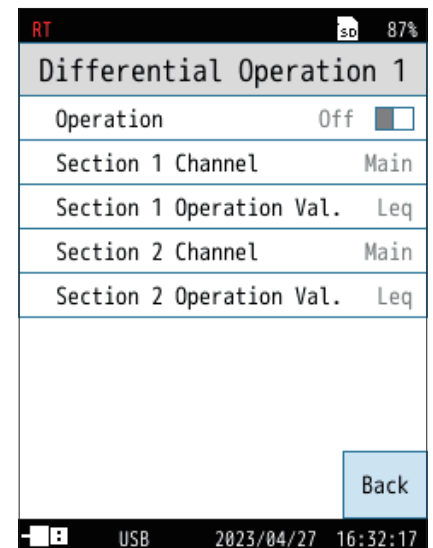 RT SD 87%
Differential Operation 1
Operation Off
Section 1 Channel Main
Section 1 Operation Val. Leq
Section 2 Channel Main
Section 2 Operation Val. Leq
Back
USB 2023/04/27 16:32:17